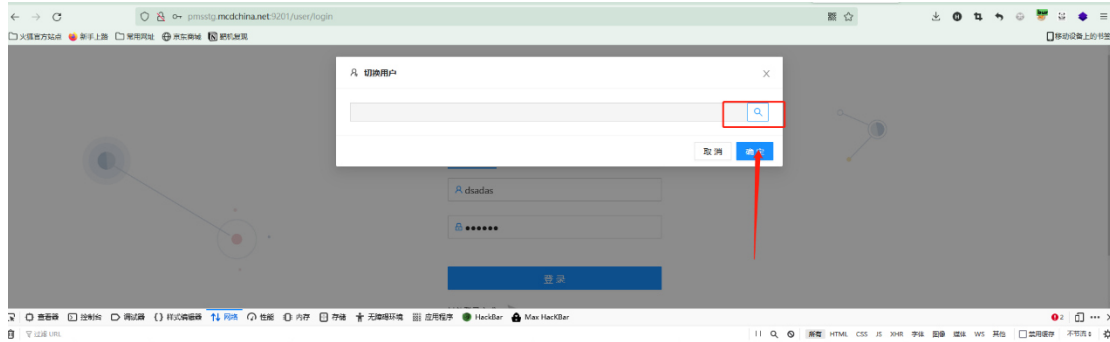 pmsstg.mcdchina.net:9201/user/login
火狐官方站点 新手上路 常用网址 京东商城 肥机发现 移动设备上的书签
切换用户
取 消 确 定
dsadas
登 录
查看器 控制台 调试器 样式编辑器 网络 性能 内存 存储 无障碍环境 应用程序 HackBar Max HacKBar 2
过滤 URL 所有 HTML CSS JS XHR 字体 图像 媒体 WS 其他 禁用缓存 不节流